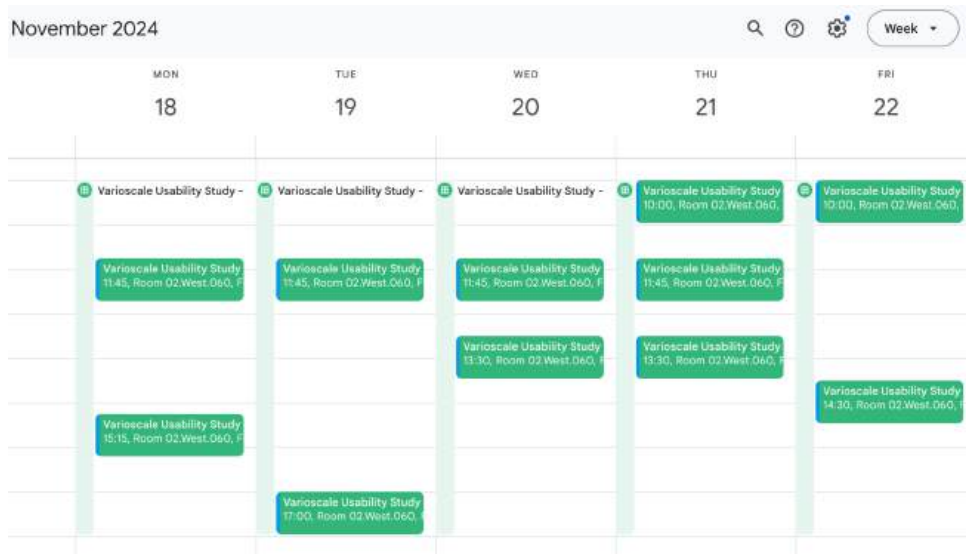 November 2024
Week
MON
TUE
WED
THU
FRI
18
19
20
21
22
Varioscale Usability Study -
Varioscale Usability Study -
Varioscale Usability Study -
Varioscale Usability Study
10:00, Room 02.West.060,
Varioscale Usability Study
10:00, Room 02.West.060,
Varioscale Usability Study
11:45, Room 02.West.060, F
Varioscale Usability Study
11:45, Room 02.West.060, F
Varioscale Usability Study
11:45, Room 02.West.060, F
Varioscale Usability Study
11:45, Room 02.West.060, F
Varioscale Usability Study
13:30, Room 02.West.060, F
Varioscale Usability Study
13:30, Room 02.West.060, F
Varioscale Usability Study
14:30, Room 02.West.060,
Varioscale Usability Study
15:15, Room 02.West.060, F
Varioscale Usability Study
17:00, Room 02.West.060,